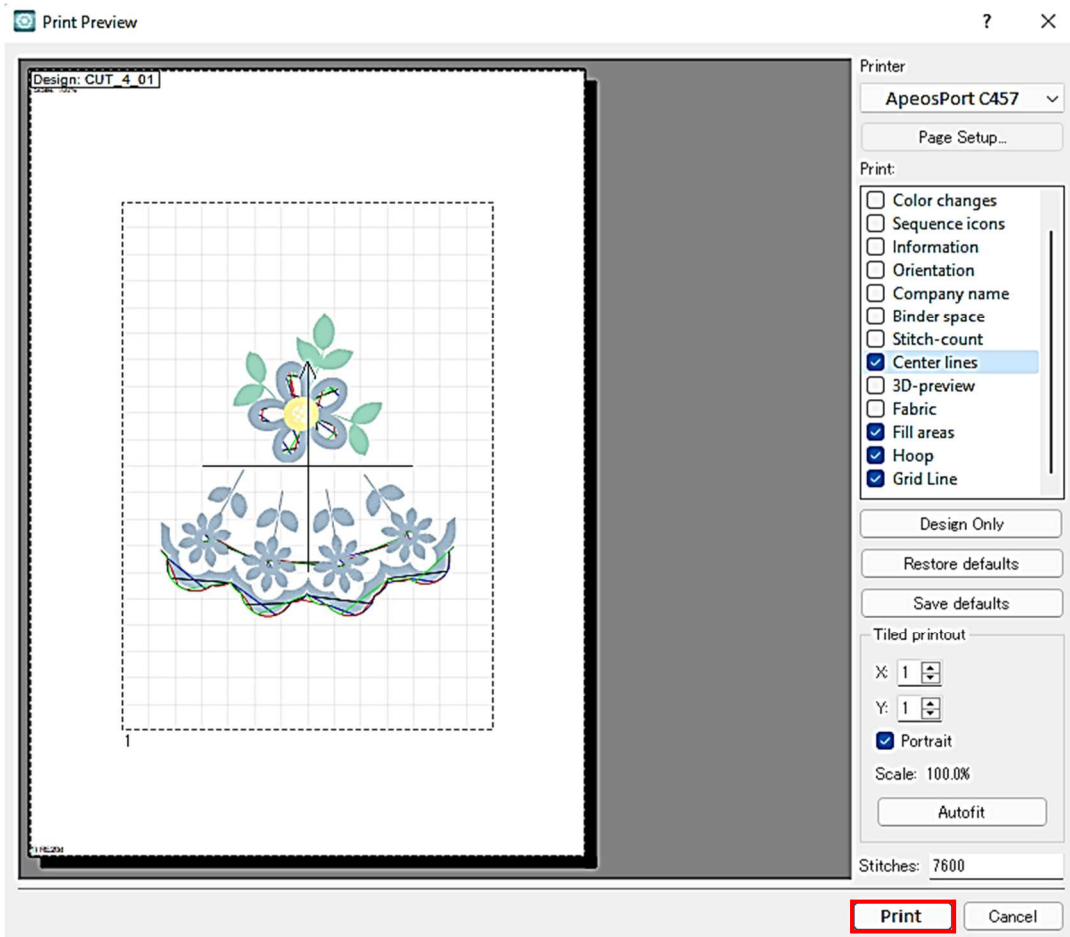 Print Preview
?
Design: CUT_4_01
1
Printer
ApeosPort C457
Page Setup...
Print:
Color changes
Sequence icons
Information
Orientation
Company name
Binder space
Stitch-count
Center lines
3D-preview
Fabric
Fill areas
Hoop
Grid Line
Design Only
Restore defaults
Save defaults
Tiled printout
X: 1
Y: 1
Portrait
Scale: 100.0%
Autofit
Stitches: 7600
Print
Cancel